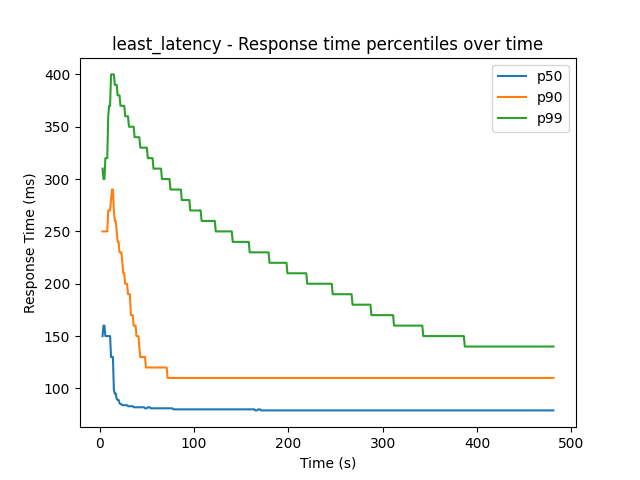 least_latency - Response time percentiles over time
Response Time (ms)
400
350
300
250
200
150
100
p50
p90
p99
0
100
200
300
400
500
Time (s)